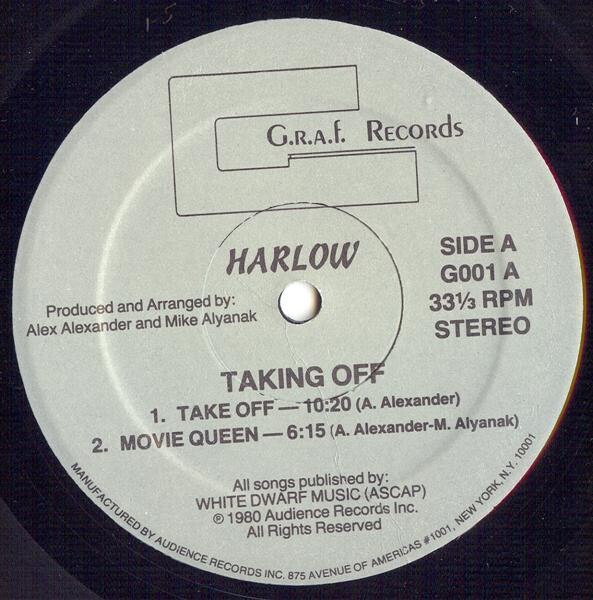 G.R.A.F. RECORDS
HARLOW
SIDE A
G001 A
33⅓ RPM
STEREO
Produced and Arranged by:
Alex Alexander and Mike Alyanak
TAKING OFF
1. TAKE OFF — 10:20 (A. Alexander)
2. MOVIE QUEEN — 6:15 (A. Alexander-M. Alyanak)
All songs published by:
WHITE DWARF MUSIC (ASCAP)
℗ 1980 Audience Records Inc.
All Rights Reserved
MANUFACTURED BY AUDIENCE RECORDS INC. 875 AVENUE OF AMERICAS #1001, NEW YORK, N.Y. 10001